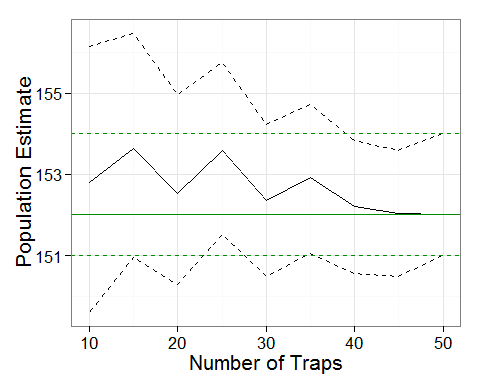 Population Estimate
155
153
151
10 20 30 40 50
Number of Traps